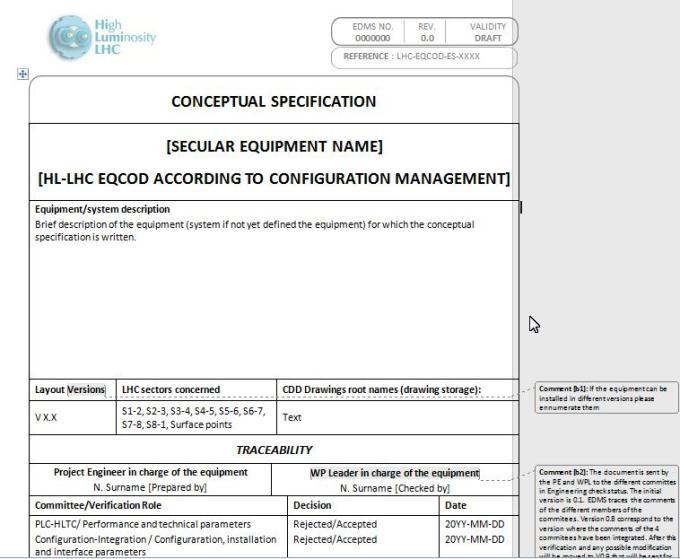 High
Luminosity
LHC
EDMS NO. REV. VALIDITY
0000000 0.0 DRAFT
REFERENCE : LHC-EQCOD-ES-XXXX
CONCEPTUAL SPECIFICATION
[SECULAR EQUIPMENT NAME]
[HL-LHC EQCOD ACCORDING TO CONFIGURATION MANAGEMENT]
Equipment/system description
Brief description of the equipment (system if not yet defined the equipment) for which the conceptual
specification is written.
Layout Versions LHC sectors concerned CDD Drawings root names (drawing storage):
V X.X S1-2, S2-3, S3-4, S4-5, S5-6, S6-7,
S7-8, S8-1, Surface points Text
Comment [b1]: If the equipment can be
installed in different versions please
ennumerate them
TRACEABILITY
Project Engineer in charge of the equipment WP Leader in charge of the equipment
N. Surname [Prepared by] N. Surname [Checked by]
Committee/Verification Role Decision Date
PLC-HLTC/ Performance and technical parameters Rejected/Accepted 20YY-MM-DD
Configuration-Integration / Configuraration, installation Rejected/Accepted 20YY-MM-DD
and interface parameters
Comment [b2]: The document is sent by
the PE and WPL to the different committes
in Engineering check status. The initial
version is 0.1. EDMS traces the comments
of the different members of the
commitees. Version 0.8 correspond to the
version where the comments of the 4
commitees have been integrated. After this
verification and any possible modification
will be moved to V0.9 that will be sent for